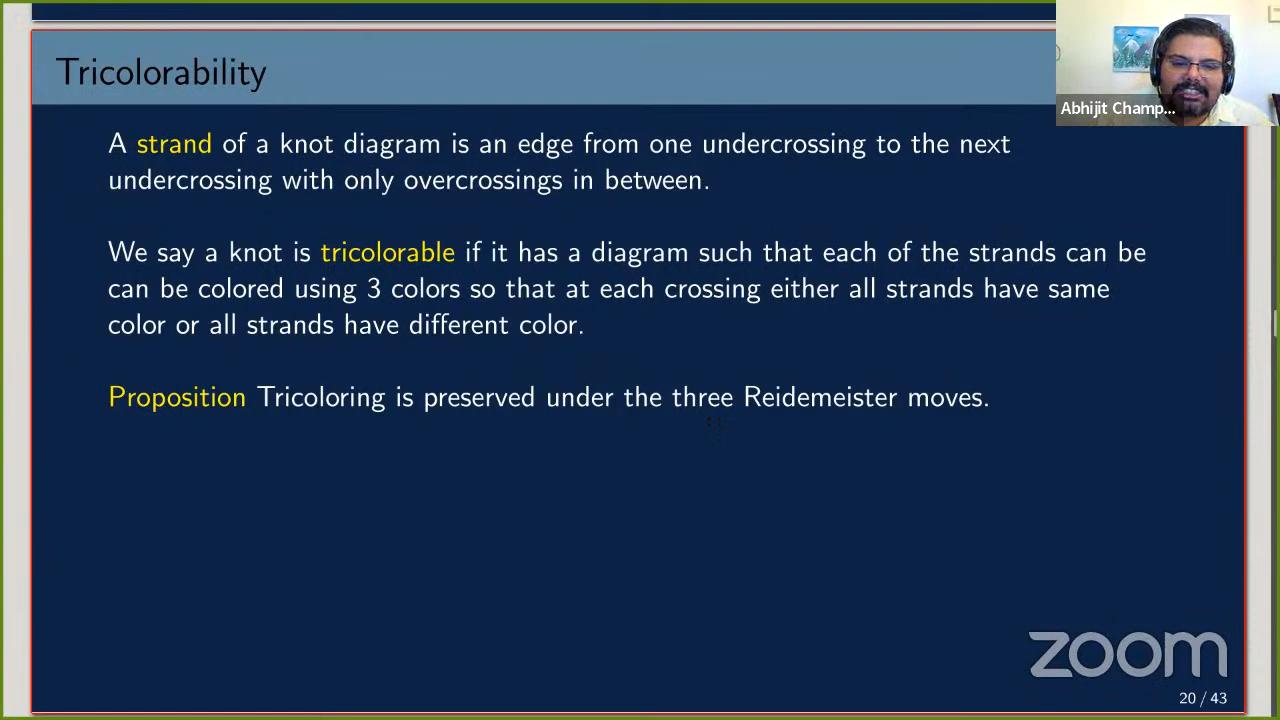 Tricolorability
Abhijit Champ...
A strand of a knot diagram is an edge from one undercrossing to the next
undercrossing with only overcrossings in between.
We say a knot is tricolorable if it has a diagram such that each of the strands can be
can be colored using 3 colors so that at each crossing either all strands have same
color or all strands have different color.
Proposition Tricoloring is preserved under the three Reidemeister moves.
zoom
20 / 43